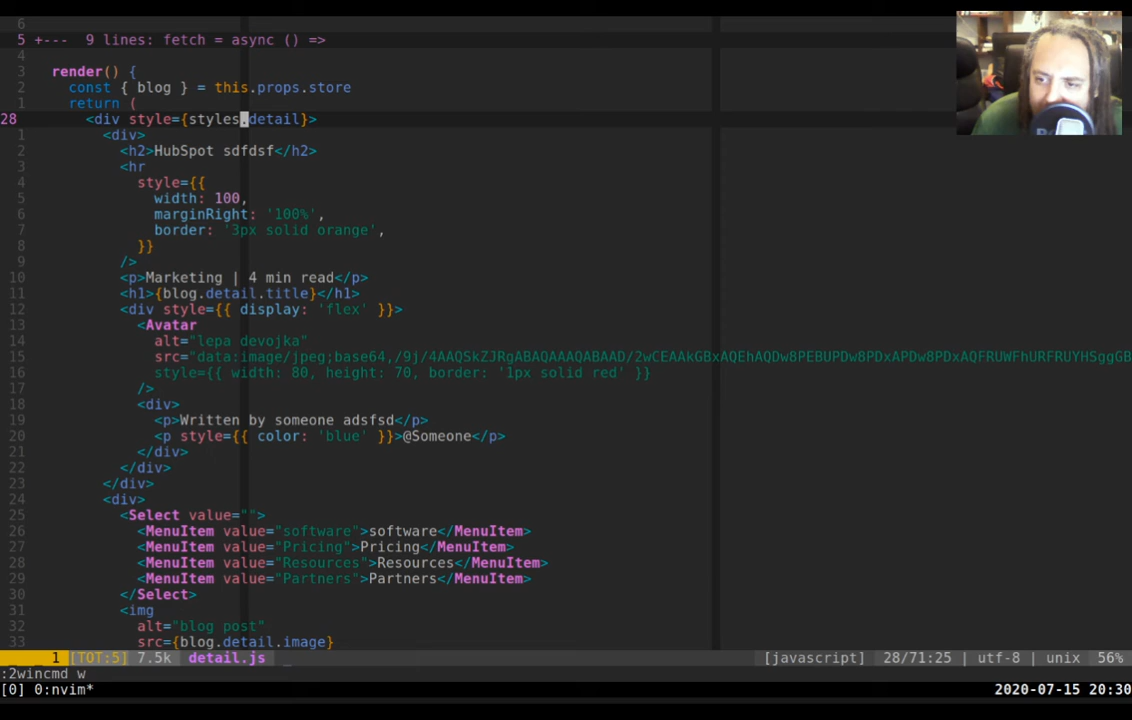 6
5 +--- 9 lines: fetch = async () =>
4
3 render() {
2 const { blog } = this.props.store
1 return (
28 <div style={styles.detail}>
1 <div>
2 <h2>HubSpot sdfdsf</h2>
3 <hr
4 style={{
5 width: 100,
6 marginRight: '100%',
7 border: '3px solid orange',
8 }}
9 />
10 <p>Marketing | 4 min read</p>
11 <h1>{blog.detail.title}</h1>
12 <div style={{ display: 'flex' }}>
13 <Avatar
14 alt="lepa devojka"
15 src="data:image/jpeg;base64,/9j/4AAQSkZJRgABAQAAAQABAAD/2wCEAAkGBxAQEhAQDw8PEBUPDw8PDxAPDw8PDxAQFRUWFhURFRUYHSggGB
16 style={{ width: 80, height: 70, border: '1px solid red' }}
17 />
18 <div>
19 <p>Written by someone adsfsd</p>
20 <p style={{ color: 'blue' }}>@Someone</p>
21 </div>
22 </div>
23 </div>
24 <div>
25 <Select value="">
26 <MenuItem value="software">software</MenuItem>
27 <MenuItem value="Pricing">Pricing</MenuItem>
28 <MenuItem value="Resources">Resources</MenuItem>
29 <MenuItem value="Partners">Partners</MenuItem>
30 </Select>
31 <img
32 alt="blog post"
33 src={blog.detail.image}
1 [TOT:5] 7.5k detail.js [javascript] 28/71:25 | utf-8 | unix 56%
:2wincmd w
[0] 0:nvim* 2020-07-15 20:30